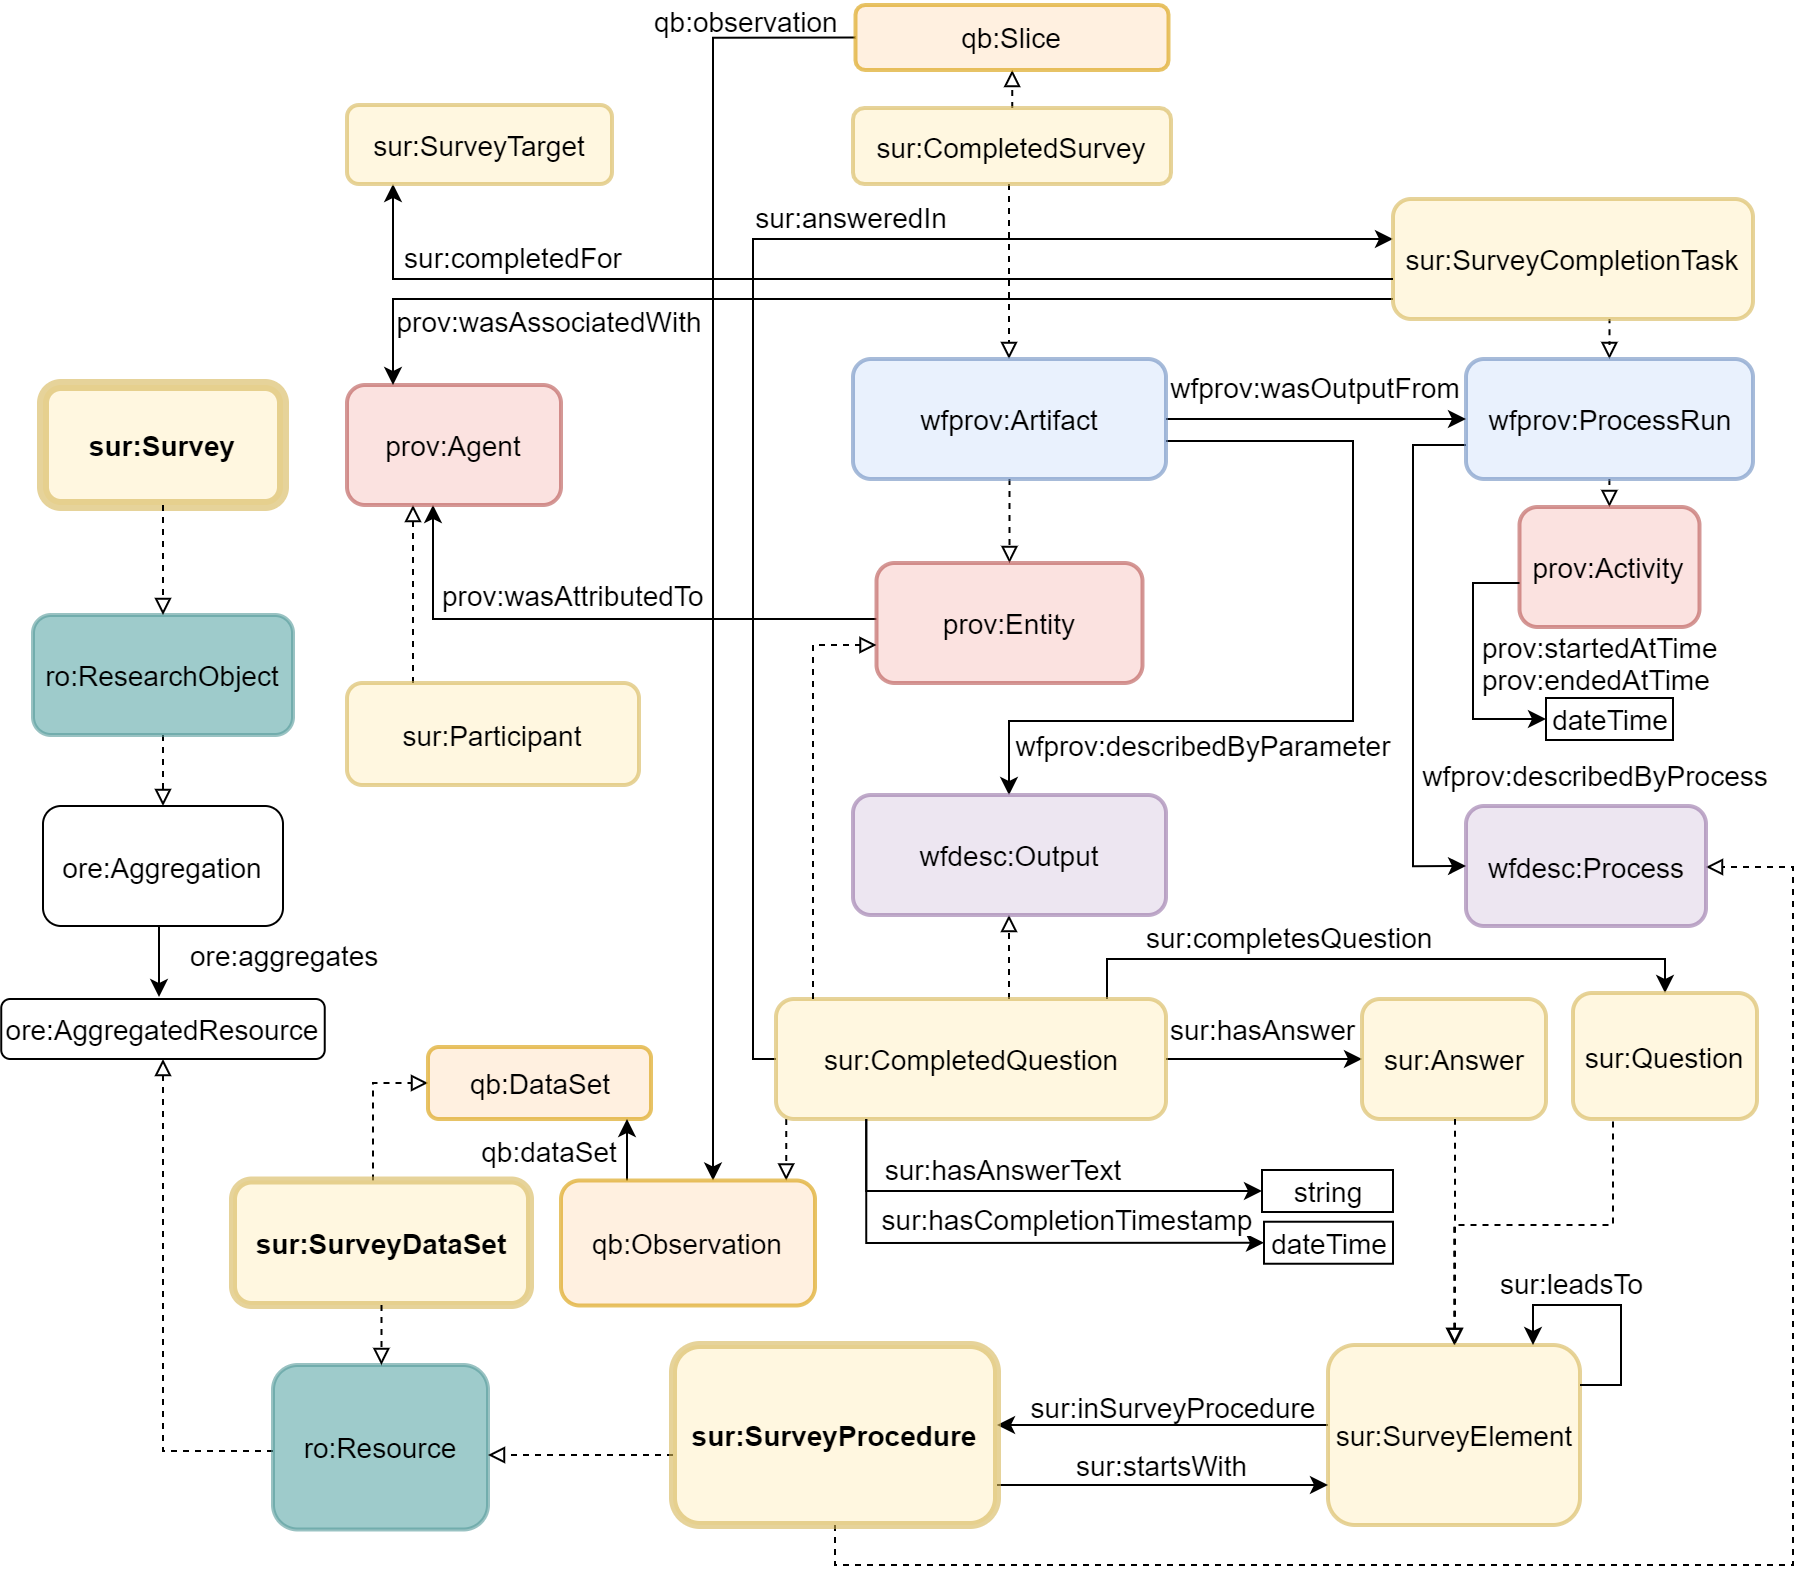 qb:observation
qb:Slice
sur:SurveyTarget
sur:CompletedSurvey
sur:answeredIn
sur:completedFor
sur:SurveyCompletionTask
prov:wasAssociatedWith
wfprov:wasOutputFrom
sur:Survey
prov:Agent
wfprov:Artifact
wfprov:ProcessRun
prov:Activity
prov:wasAttributedTo
prov:Entity
prov:startedAtTime
prov:endedAtTime
dateTime
ro:ResearchObject
sur:Participant
wfprov:describedByParameter
wfprov:describedByProcess
ore:Aggregation
wfdesc:Output
wfdesc:Process
sur:completesQuestion
ore:aggregates
ore:AggregatedResource
sur:hasAnswer
sur:CompletedQuestion
sur:Answer
sur:Question
qb:DataSet
qb:dataSet
sur:hasAnswerText
string
sur:hasCompletionTimestamp
dateTime
sur:SurveyDataSet
qb:Observation
sur:leadsTo
sur:inSurveyProcedure
sur:SurveyProcedure
sur:SurveyElement
ro:Resource
sur:startsWith